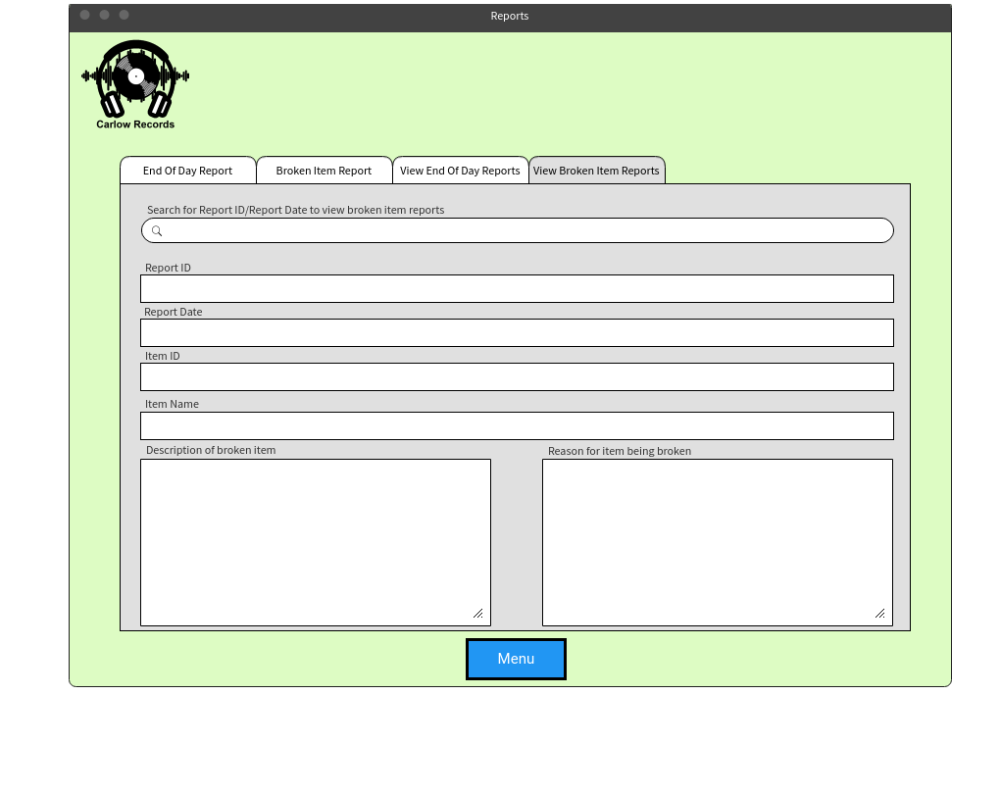 Reports
Carlow Records
End Of Day Report
Broken Item Report
View End Of Day Reports
View Broken Item Reports
Search for Report ID/Report Date to view broken item reports
Report ID
Report Date
Item ID
Item Name
Description of broken item
Reason for item being broken
Menu